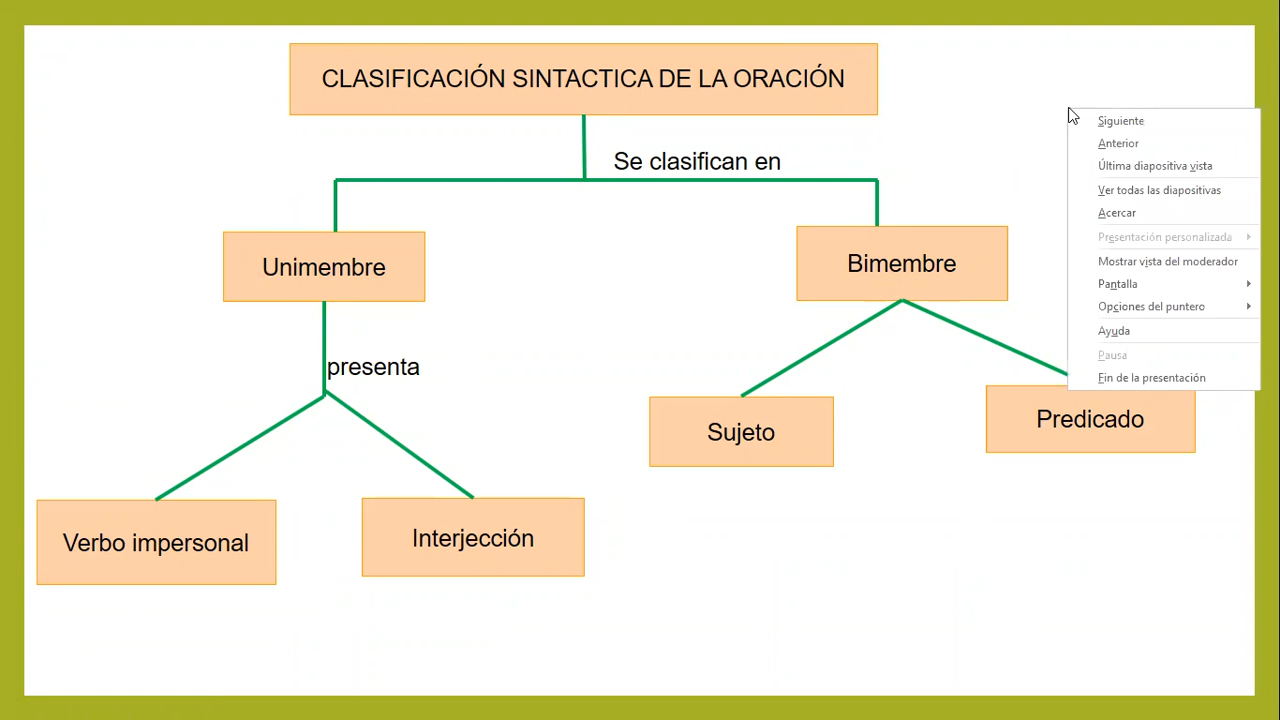 CLASIFICACIÓN SINTACTICA DE LA ORACIÓN
Se clasifican en
Unimembre
Bimembre
presenta
Sujeto
Predicado
Verbo impersonal
Interjección
Siguiente
Anterior
Última diapositiva vista
Ver todas las diapositivas
Acercar
Presentación personalizada
Mostrar vista del moderador
Pantalla
Opciones del puntero
Ayuda
Pausa
Fin de la presentación